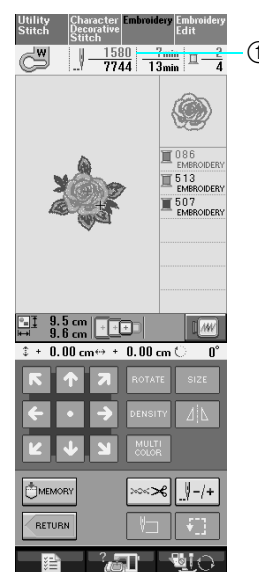 Utility Stitch
Character Decorative Stitch
Embroidery
Embroidery Edit
W
1580
7744
7min
13min
2
4
①
086
EMBROIDERY
513
EMBROIDERY
507
EMBROIDERY
9.5 cm
9.6 cm
+ 0.00 cm + 0.00 cm 0°
ROTATE
SIZE
DENSITY
MULTI COLOR
MEMORY
-/+
RETURN
?